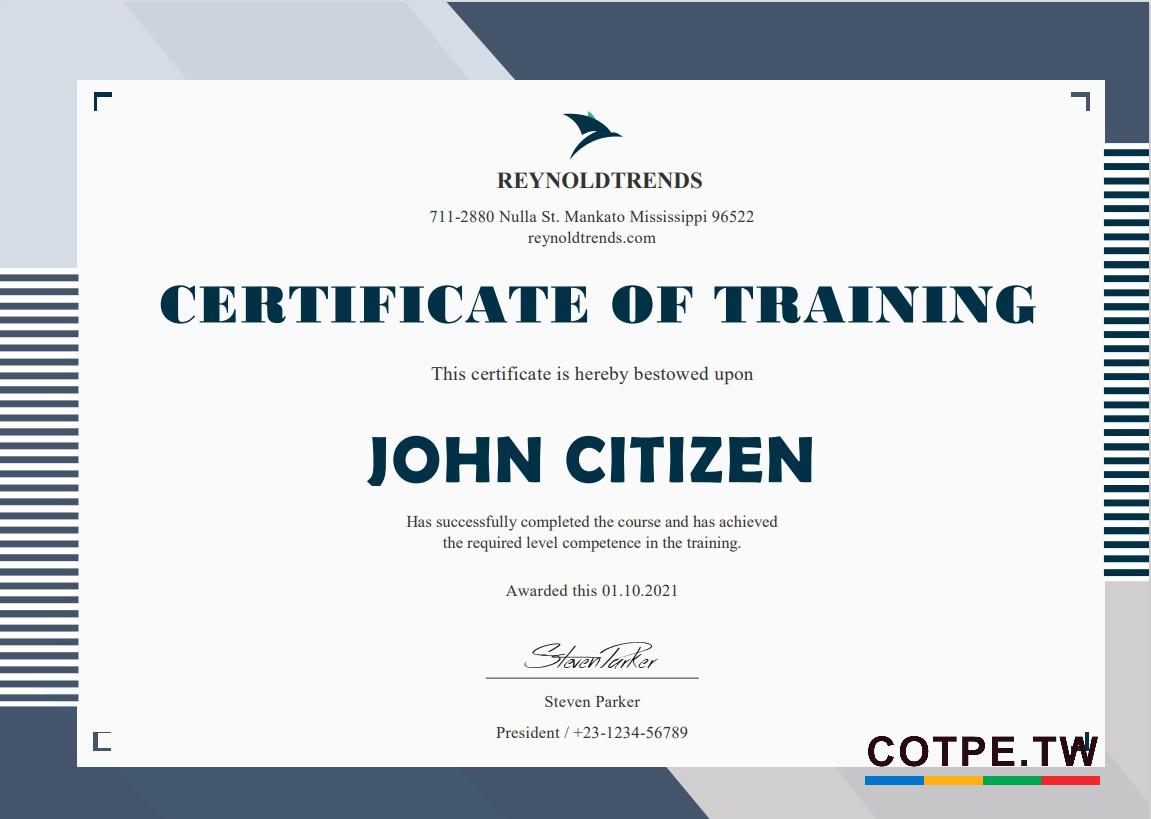 REYNOLDTRENDS
711-2880 Nulla St. Mankato Mississippi 96522
reynoldtrends.com
CERTIFICATE OF TRAINING
This certificate is hereby bestowed upon
JOHN CITIZEN
Has successfully completed the course and has achieved
the required level competence in the training.
Awarded this 01.10.2021
Steven Parker
Steven Parker
President / +23-1234-56789
COTPE.TW